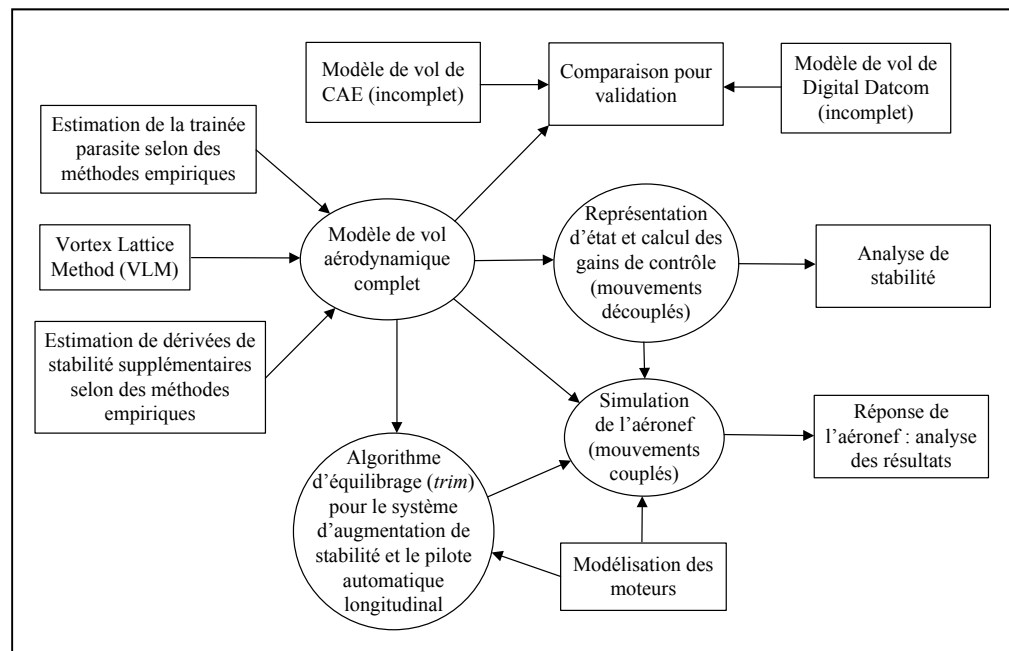 Modèle de vol de
CAE (incomplet)
Comparaison pour
validation
Modèle de vol de
Digital Datcom
(incomplet)
Estimation de la trainée
parasite selon des
méthodes empiriques
Vortex Lattice
Method (VLM)
Modèle de vol
aérodynamique
complet
Représentation
d'état et calcul des
gains de contrôle
(mouvements
découplés)
Analyse de
stabilité
Estimation de dérivées de
stabilité supplémentaires
selon des méthodes
empiriques
Simulation
de l'aéronef
(mouvements
couplés)
Réponse de
l'aéronef : analyse
des résultats
Algorithme
d'équilibrage (trim)
pour le système
d'augmentation de
stabilité et le pilote
automatique
longitudinal
Modélisation des
moteurs